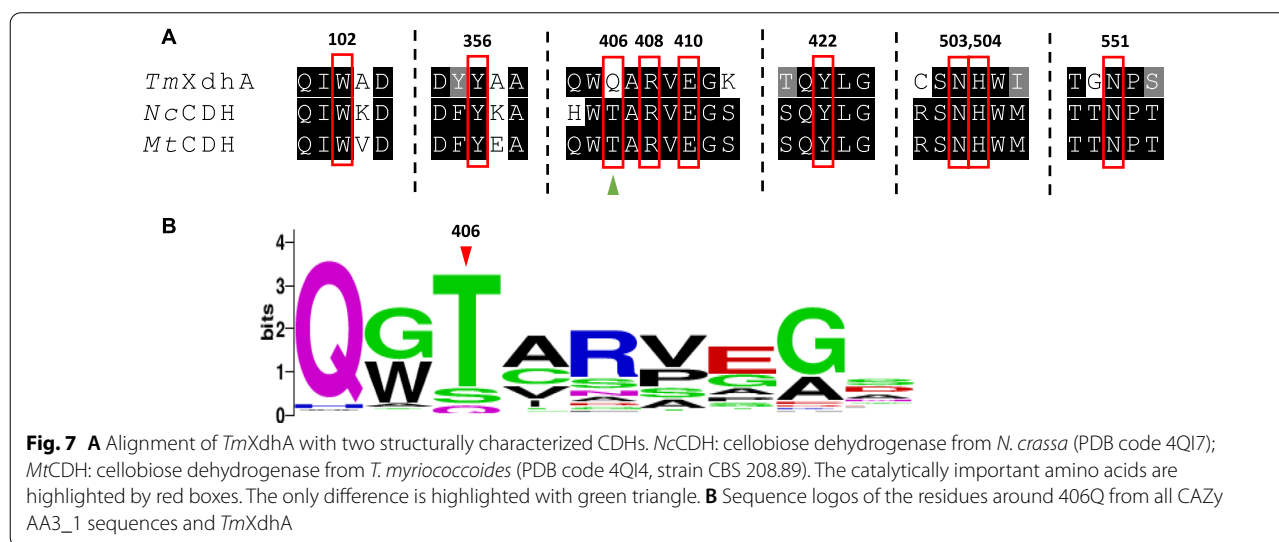 A
102 356 406 408 410 422 503,504 551
TmXdhA QIWAD DYYAA QWQARVEGK TQYLG CSNHWI TGNPS
NcCDH QIWKD DFYKA HWTARVEGS SQYLG RSNHWM TTNPT
MtCDH QIWVD DFYEA QWTARVEGS SQYLG RSNHWM TTNPT
B
406
4
3
2
1
0
bits
QGTARVEGS
WSCSPGAD
Fig. 7 A Alignment of TmXdhA with two structurally characterized CDHs. NcCDH: cellobiose dehydrogenase from N. crassa (PDB code 4QI7);
MtCDH: cellobiose dehydrogenase from T. myriococcoides (PDB code 4QI4, strain CBS 208.89). The catalytically important amino acids are
highlighted by red boxes. The only difference is highlighted with green triangle. B Sequence logos of the residues around 406Q from all CAZy
AA3_1 sequences and TmXdhA